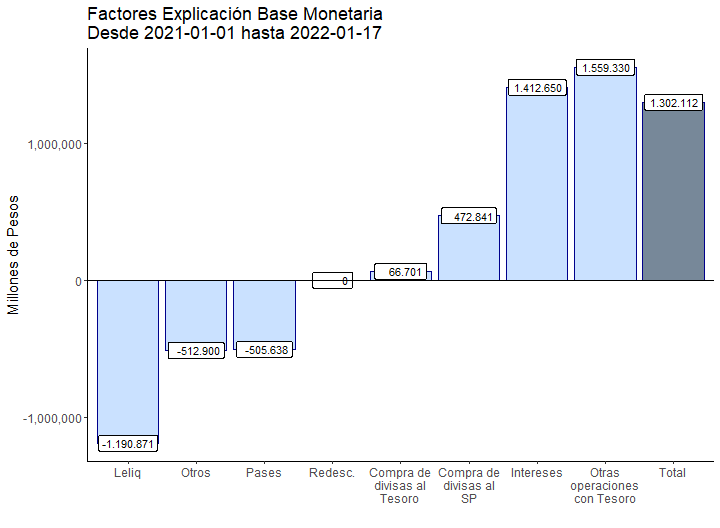 Factores Explicación Base Monetaria
Desde 2021-01-01 hasta 2022-01-17
Millones de Pesos
1,000,000
0
-1,000,000
-1.190.871
-512.900
-505.638
0
66.701
472.841
1.412.650
1.559.330
1.302.112
Leliq
Otros
Pases
Redesc.
Compra de
divisas al
Tesoro
Compra de
divisas al
SP
Intereses
Otras
operaciones
con Tesoro
Total